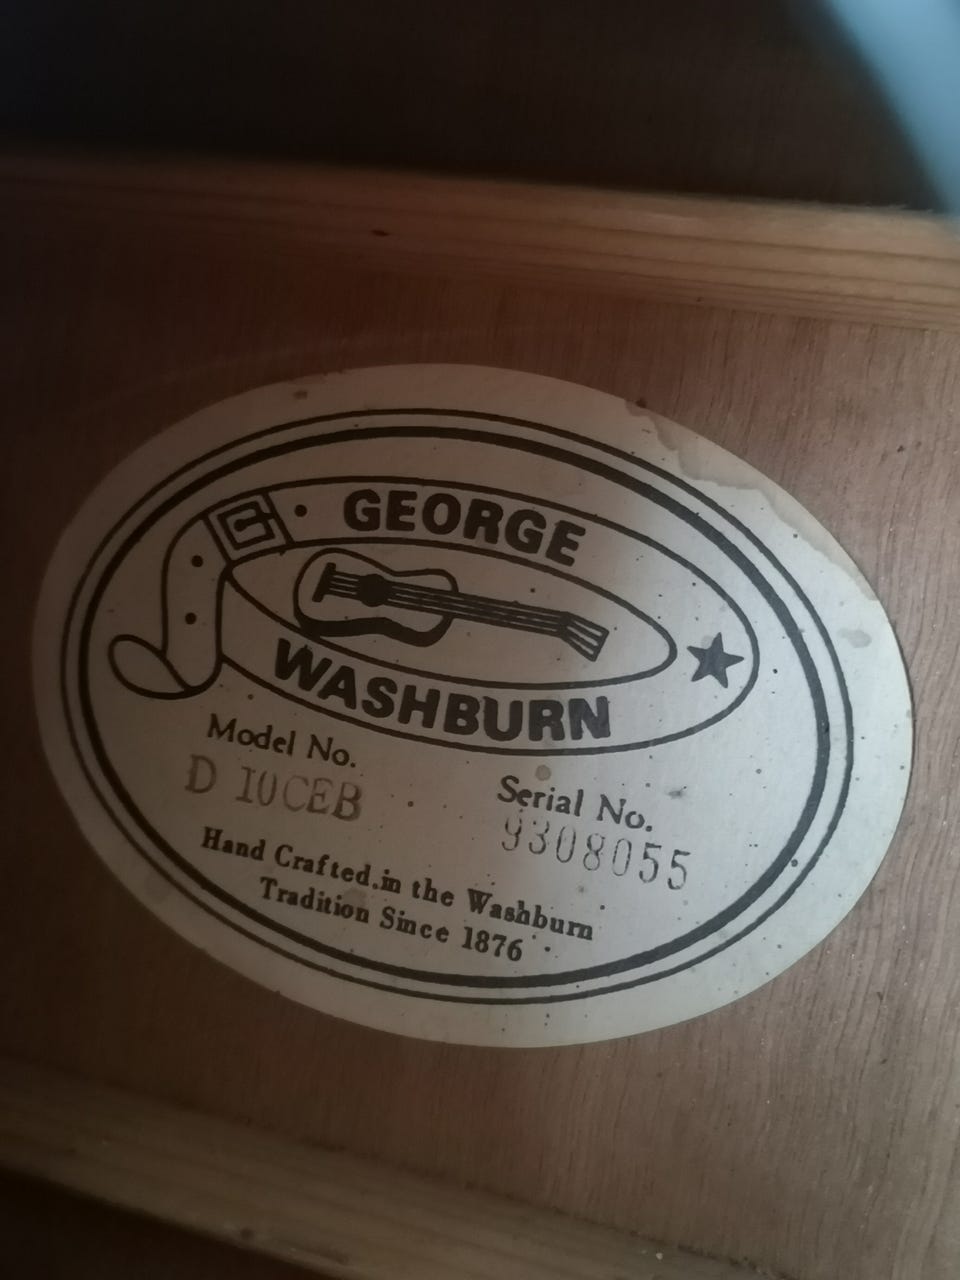 G
GEORGE
WASHBURN
Model No.
D 10CEB
Serial No.
9308055
Hand Crafted in the Washburn
Tradition Since 1876